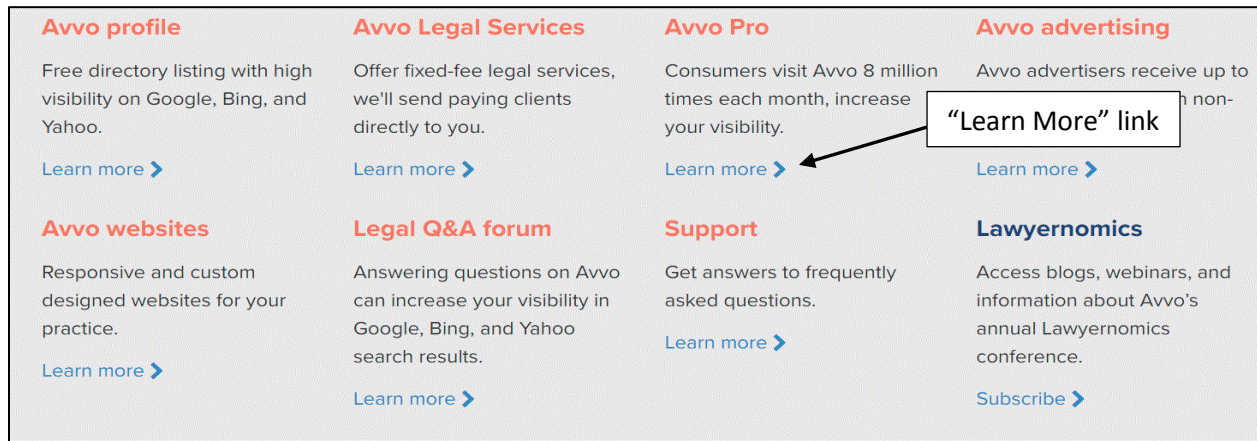 Avvo profile
Free directory listing with high
visibility on Google, Bing, and
Yahoo.
Learn more
Avvo Legal Services
Offer fixed-fee legal services,
we'll send paying clients
directly to you.
Learn more
Avvo Pro
Consumers visit Avvo 8 million
times each month, increase
your visibility.
Learn more
Avvo advertising
Avvo advertisers receive up to
non-
Learn more
“Learn More” link
Avvo websites
Responsive and custom
designed websites for your
practice.
Learn more
Legal Q&A forum
Answering questions on Avvo
can increase your visibility in
Google, Bing, and Yahoo
search results.
Learn more
Support
Get answers to frequently
asked questions.
Learn more
Lawyernomics
Access blogs, webinars, and
information about Avvo’s
annual Lawyernomics
conference.
Subscribe